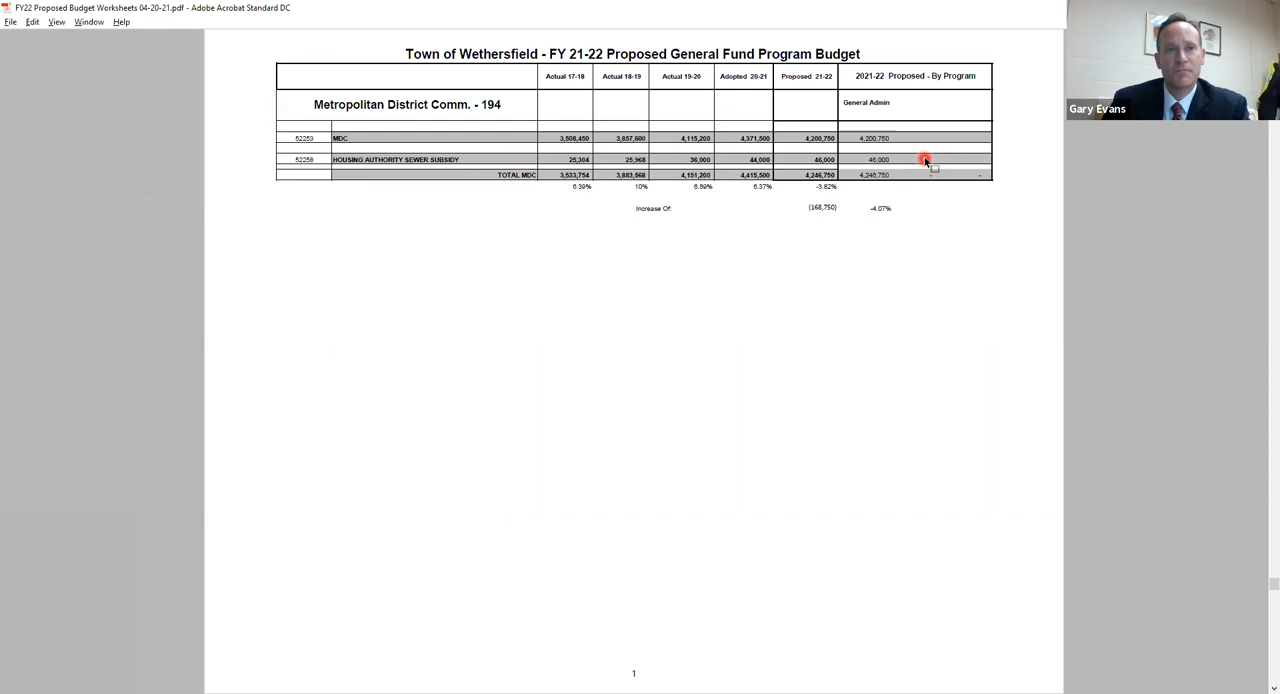 FY22 Proposed Budget Worksheets 04-20-21.pdf - Adobe Acrobat Standard DC
File Edit View Window Help
Gary Evans
Town of Wethersfield - FY 21-22 Proposed General Fund Program Budget
Actual 17-18 Actual 18-19 Actual 19-20 Adopted 20-21 Proposed 21-22 2021-22 Proposed - By Program
Metropolitan District Comm. - 194 General Admin
52253 MDC 3,508,450 3,857,600 4,115,200 4,371,500 4,200,750 4,200,750
52258 HOUSING AUTHORITY SEWER SUBSIDY 25,304 25,968 36,000 44,000 46,000 46,000
TOTAL MDC 3,533,754 3,883,568 4,151,200 4,415,500 4,246,750 4,246,750 - -
6.39% 10% 6.89% 6.37% -3.82%
Increase Of: (168,750) -4.07%
1